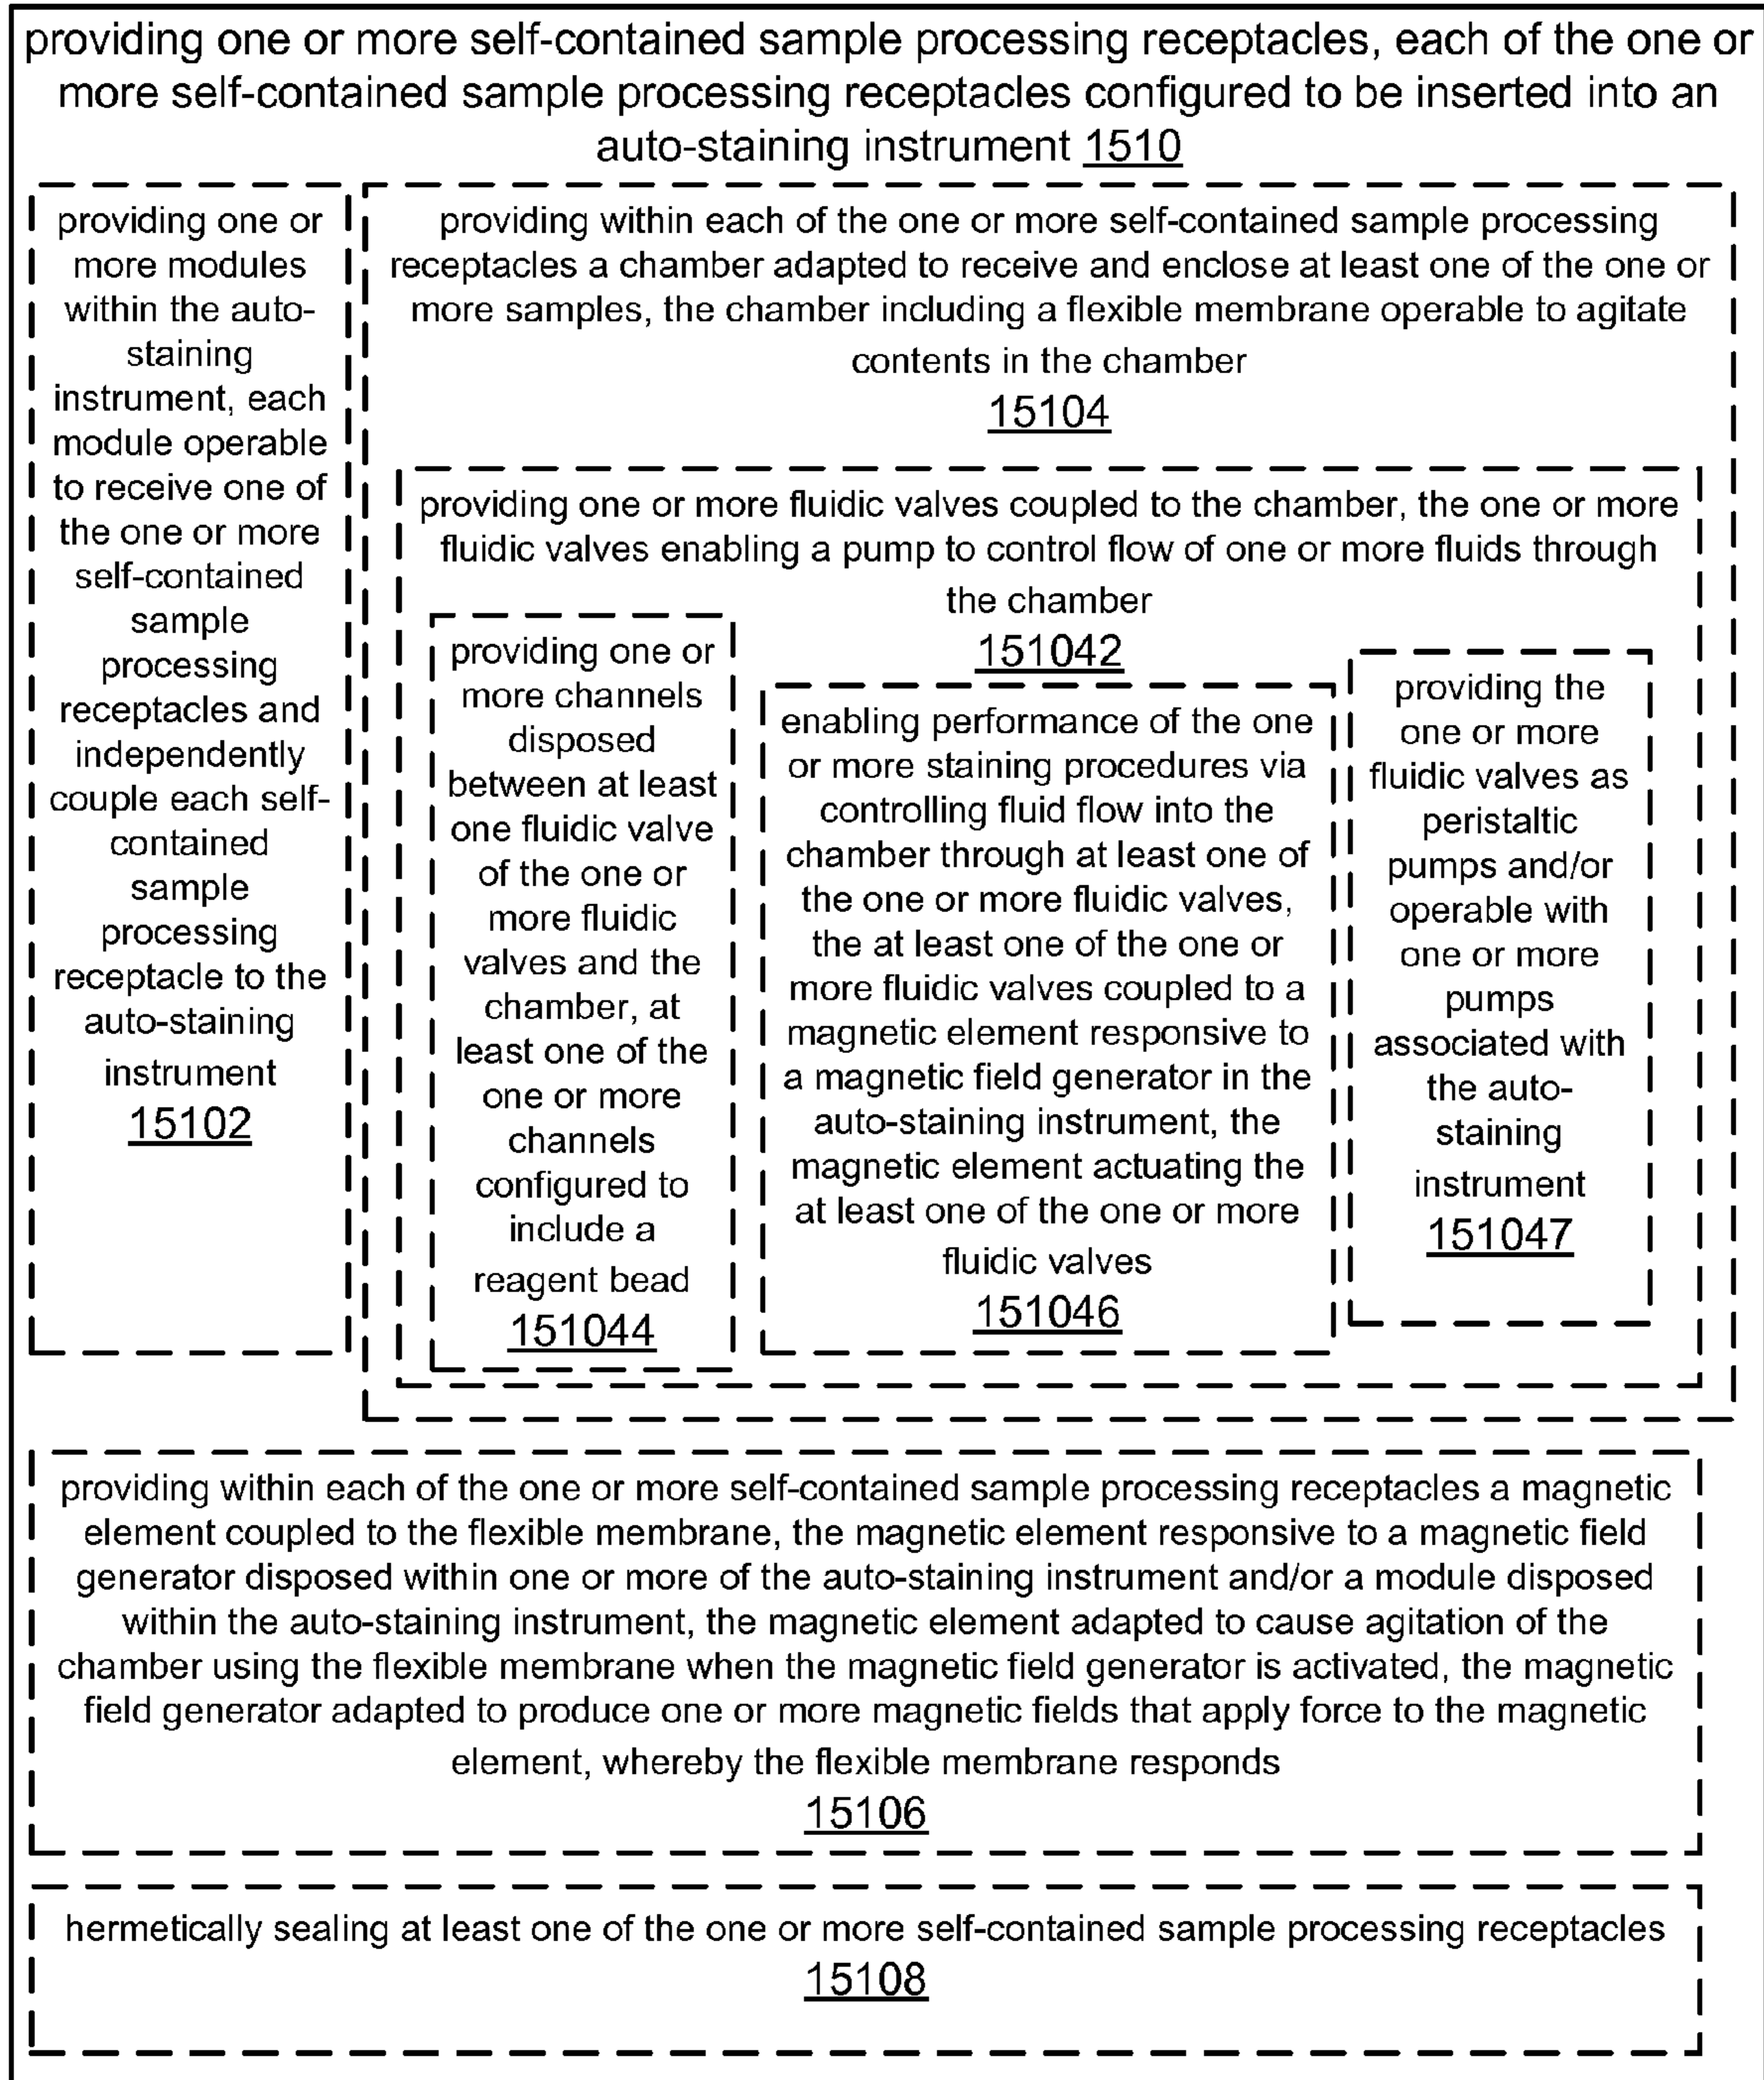 providing one or more self-contained sample processing receptacles, each of the one or
more self-contained sample processing receptacles configured to be inserted into an
auto-staining instrument 1510
providing one or
more modules
within the auto-
staining
instrument, each
module operable
to receive one of
the one or more
self-contained
sample
processing
receptacles and
independently
couple each self-
contained
sample
processing
receptacle to the
auto-staining
instrument
15102
providing within each of the one or more self-contained sample processing
receptacles a chamber adapted to receive and enclose at least one of the one or
more samples, the chamber including a flexible membrane operable to agitate
contents in the chamber
15104
providing one or more fluidic valves coupled to the chamber, the one or more
fluidic valves enabling a pump to control flow of one or more fluids through
the chamber
151042
providing one or
more channels
disposed
between at least
one fluidic valve
of the one or
more fluidic
valves and the
chamber, at
least one of the
one or more
channels
configured to
include a
reagent bead
151044
enabling performance of the one
or more staining procedures via
controlling fluid flow into the
chamber through at least one of
the one or more fluidic valves,
the at least one of the one or
more fluidic valves coupled to a
magnetic element responsive to
a magnetic field generator in the
auto-staining instrument, the
magnetic element actuating the
at least one of the one or more
fluidic valves
151046
providing the
one or more
fluidic valves as
peristaltic
pumps and/or
operable with
one or more
pumps
associated with
the auto-
staining
instrument
151047
providing within each of the one or more self-contained sample processing receptacles a magnetic
element coupled to the flexible membrane, the magnetic element responsive to a magnetic field
generator disposed within one or more of the auto-staining instrument and/or a module disposed
within the auto-staining instrument, the magnetic element adapted to cause agitation of the
chamber using the flexible membrane when the magnetic field generator is activated, the magnetic
field generator adapted to produce one or more magnetic fields that apply force to the magnetic
element, whereby the flexible membrane responds
15106
hermetically sealing at least one of the one or more self-contained sample processing receptacles
15108